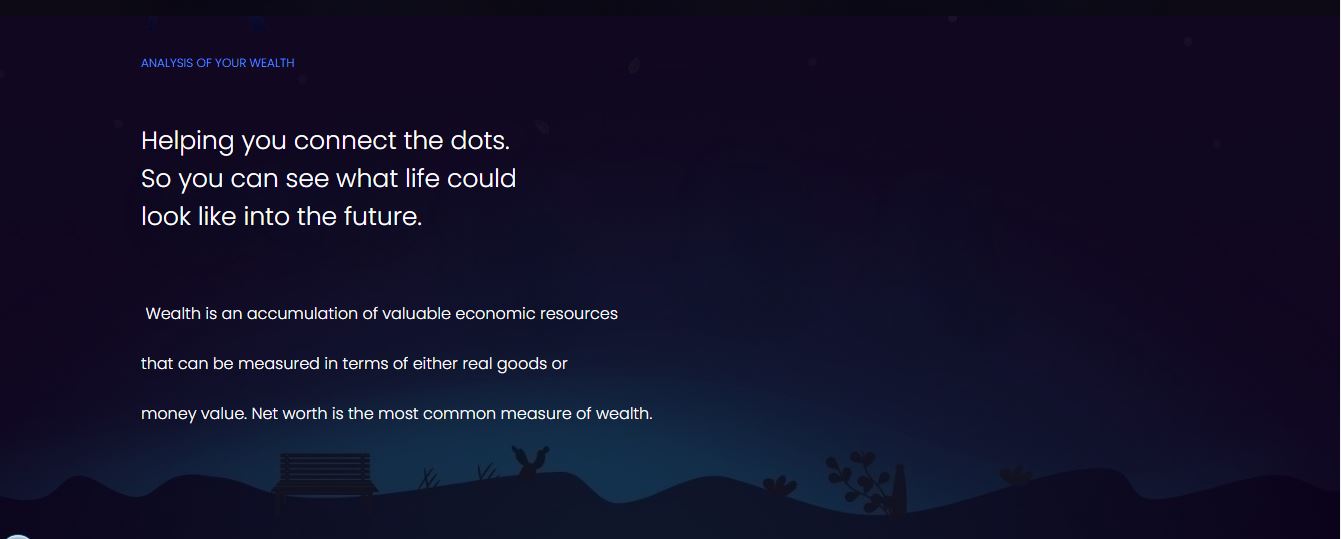 ANALYSIS OF YOUR WEALTH
Helping you connect the dots.
So you can see what life could
look like into the future.
Wealth is an accumulation of valuable economic resources
that can be measured in terms of either real goods or
money value. Net worth is the most common measure of wealth.